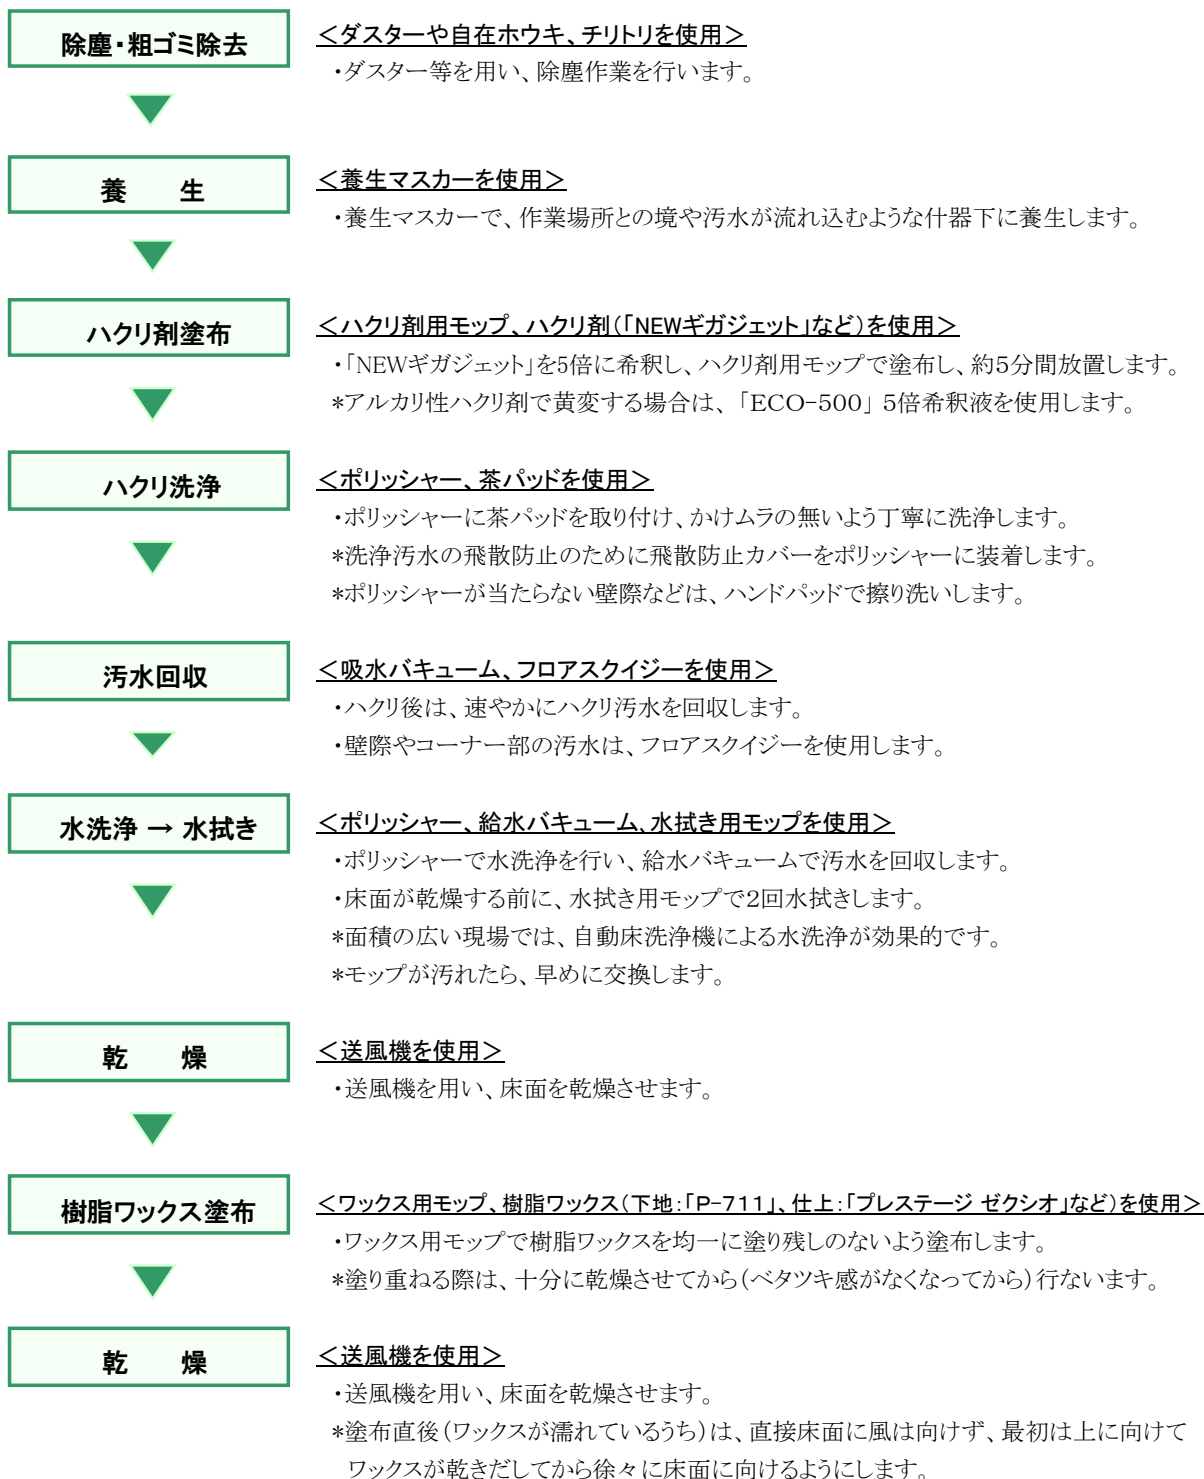 除塵・粗ゴミ除去
＜ダスターや自在ホウキ、チリトリを使用＞
・ダスター等を用い、除塵作業を行います。
養　　生
＜養生マスカーを使用＞
・養生マスカーで、作業場所との境や汚水が流れ込むような什器下に養生します。
ハクリ剤塗布
＜ハクリ剤用モップ、ハクリ剤（「NEWギガジェット」など）を使用＞
・「NEWギガジェット」を5倍に希釈し、ハクリ剤用モップで塗布し、約５分間放置します。
*アルカリ性ハクリ剤で黄変する場合は、「ECO-500」5倍希釈液を使用します。
ハクリ洗浄
＜ポリッシャー、茶パッドを使用＞
・ポリッシャーに茶パッドを取り付け、かけムラの無いよう丁寧に洗浄します。
*洗浄汚水の飛散防止のために飛散防止カバーをポリッシャーに装着します。
*ポリッシャーが当たらない壁際などは、ハンドパッドで擦り洗いします。
汚水回収
＜吸水バキューム、フロアスクイジーを使用＞
・ハクリ後は、速やかにハクリ汚水を回収します。
・壁際やコーナー部の汚水は、フロアスクイジーを使用します。
水洗浄 → 水拭き
＜ポリッシャー、給水バキューム、水拭き用モップを使用＞
・ポリッシャーで水洗浄を行い、給水バキュームで汚水を回収します。
・床面が乾燥する前に、水拭き用モップで２回水拭きします。
*面積の広い現場では、自動床洗浄機による水洗浄が効果的です。
*モップが汚れたら、早めに交換します。
乾　　燥
＜送風機を使用＞
・送風機を用い、床面を乾燥させます。
樹脂ワックス塗布
＜ワックス用モップ、樹脂ワックス（下地：「P-711」、仕上：「プレステージ ゼクシオ」など）を使用＞
・ワックス用モップで樹脂ワックスを均一に塗り残しのないよう塗布します。
*塗り重ねる際は、十分に乾燥させてから（ベタツキ感がなくなってから）行ないます。
乾　　燥
＜送風機を使用＞
・送風機を用い、床面を乾燥させます。
*塗布直後（ワックスが濡れているうち）は、直接床面に風は向けず、最初は上に向けて
ワックスが乾きだしてから徐々に床面に向けるようにします。